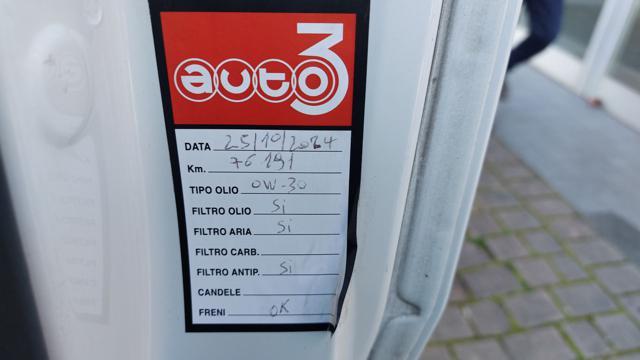 auto3
DATA 25/10/2024
Km. 76191
TIPO OLIO 0W-30
FILTRO OLIO Si
FILTRO ARIA Si
FILTRO CARB.
FILTRO ANTIP. Si
CANDELE
FRENI OK